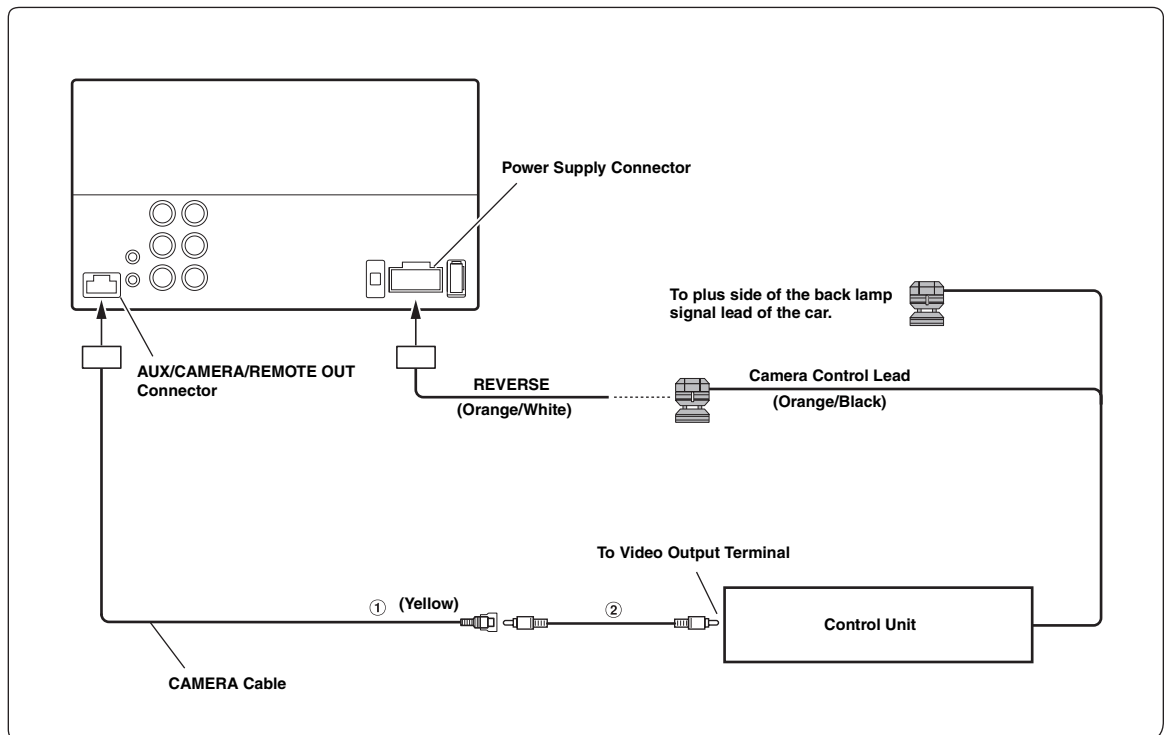 Power Supply Connector
To plus side of the back lamp
signal lead of the car.
AUX/CAMERA/REMOTE OUT
Connector
REVERSE
(Orange/White)
Camera Control Lead
(Orange/Black)
To Video Output Terminal
① (Yellow)
②
Control Unit
CAMERA Cable